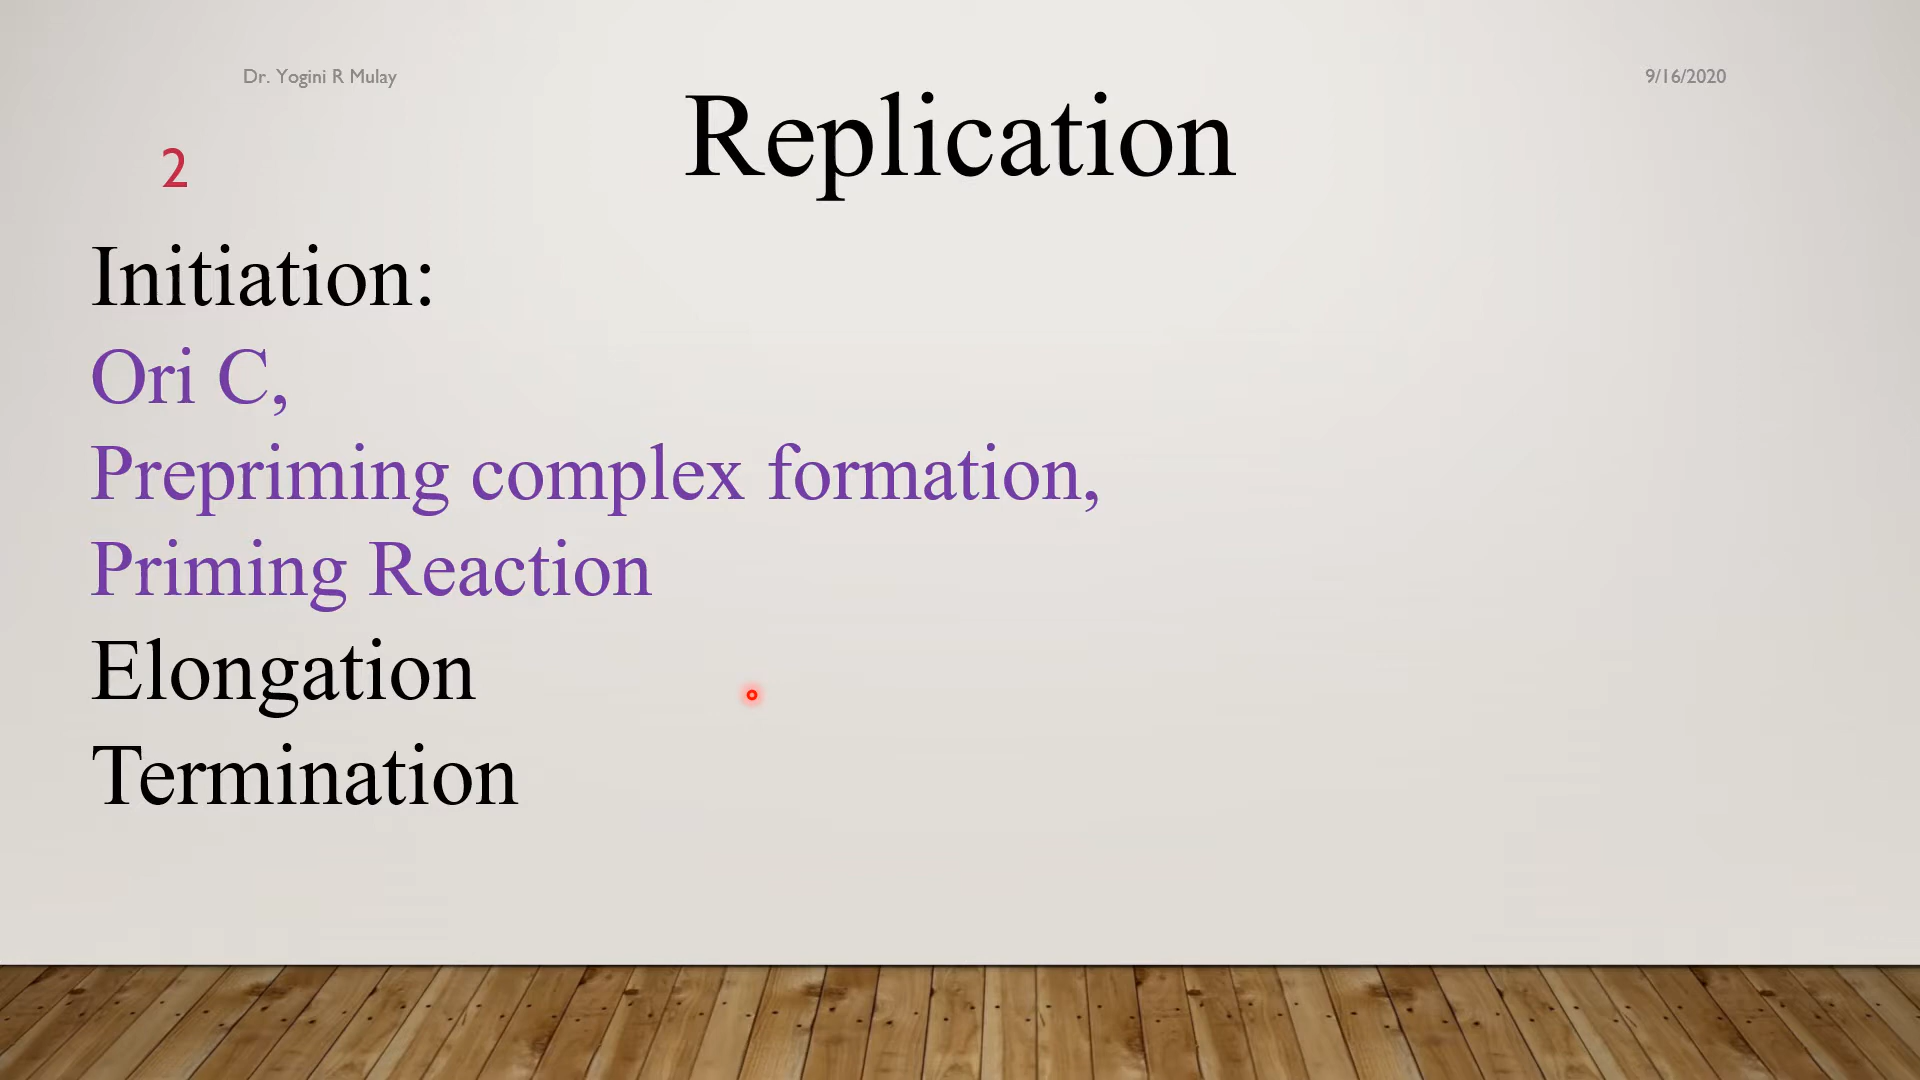 Dr. Yogini R Mulay
9/16/2020
Replication
2
Initiation:
Ori C,
Prepriming complex formation,
Priming Reaction
Elongation
Termination